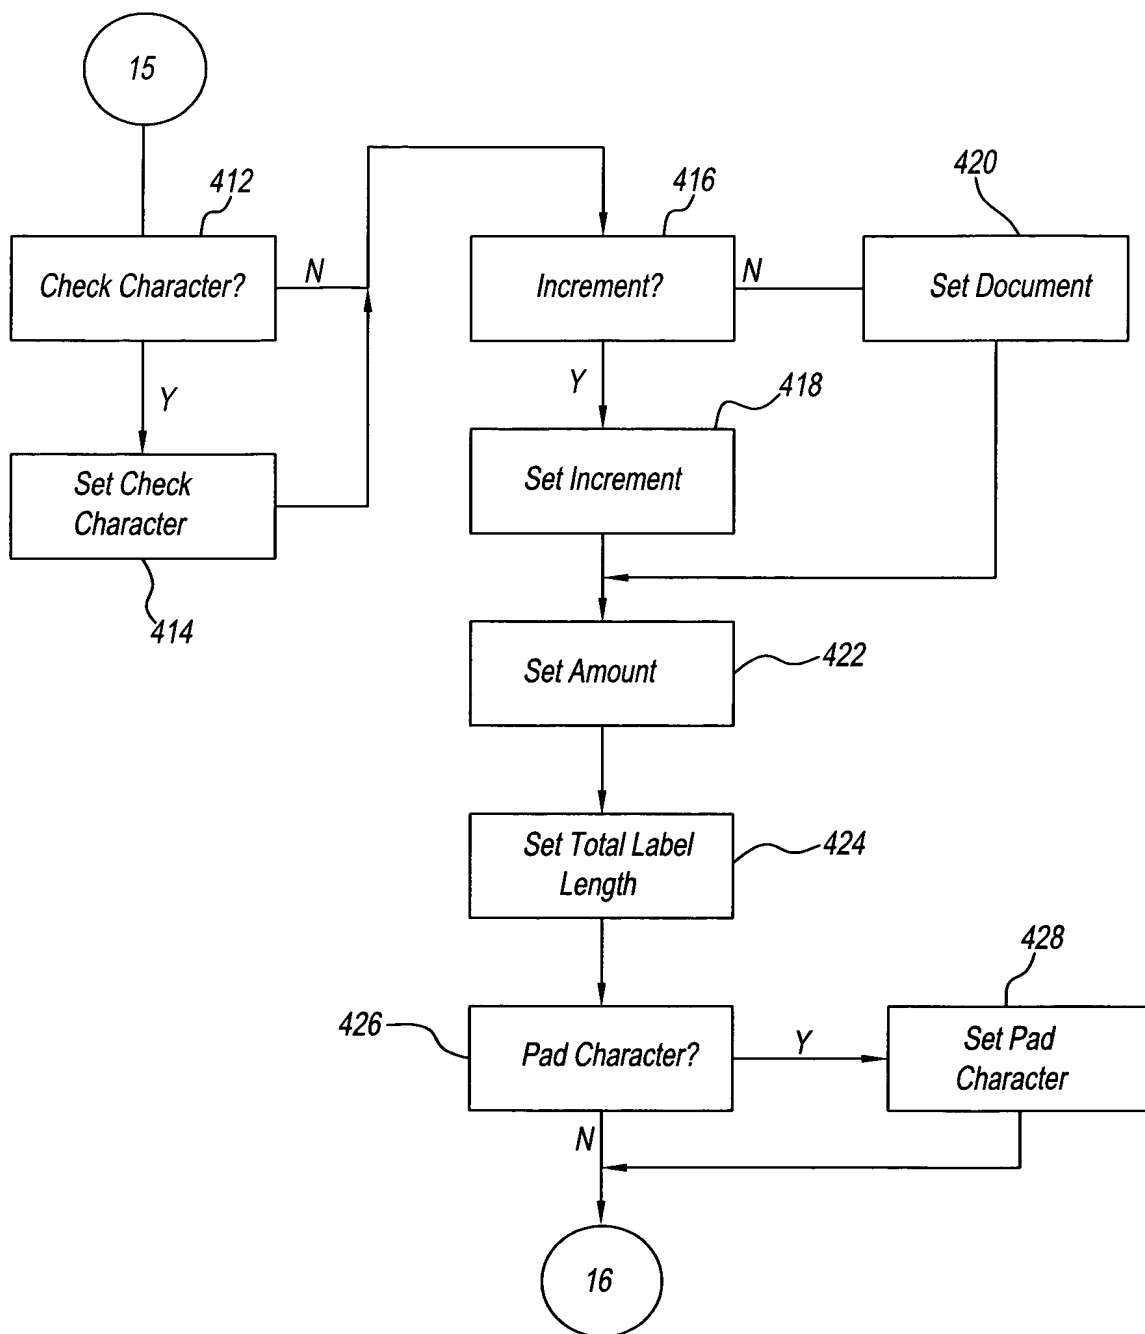 15
412
Check Character?
N
Y
Set Check
Character
414
416
Increment?
N
420
Set Document
Y
418
Set Increment
Set Amount
422
Set Total Label
Length
424
426
Pad Character?
Y
428
Set Pad
Character
N
16